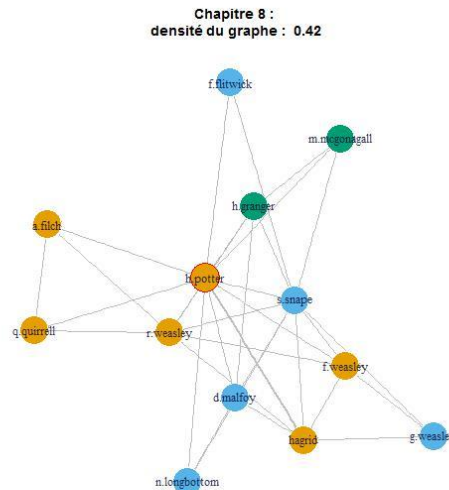 Chapitre 8 :
densité du graphe : 0.42
f.flitwick
m.mcgonagall
h.granger
a.filch
h.potter
s.snape
q.quirrell
r.weasley
f.weasley
d.malfoy
hagrid
g.weasle
n.longbottom